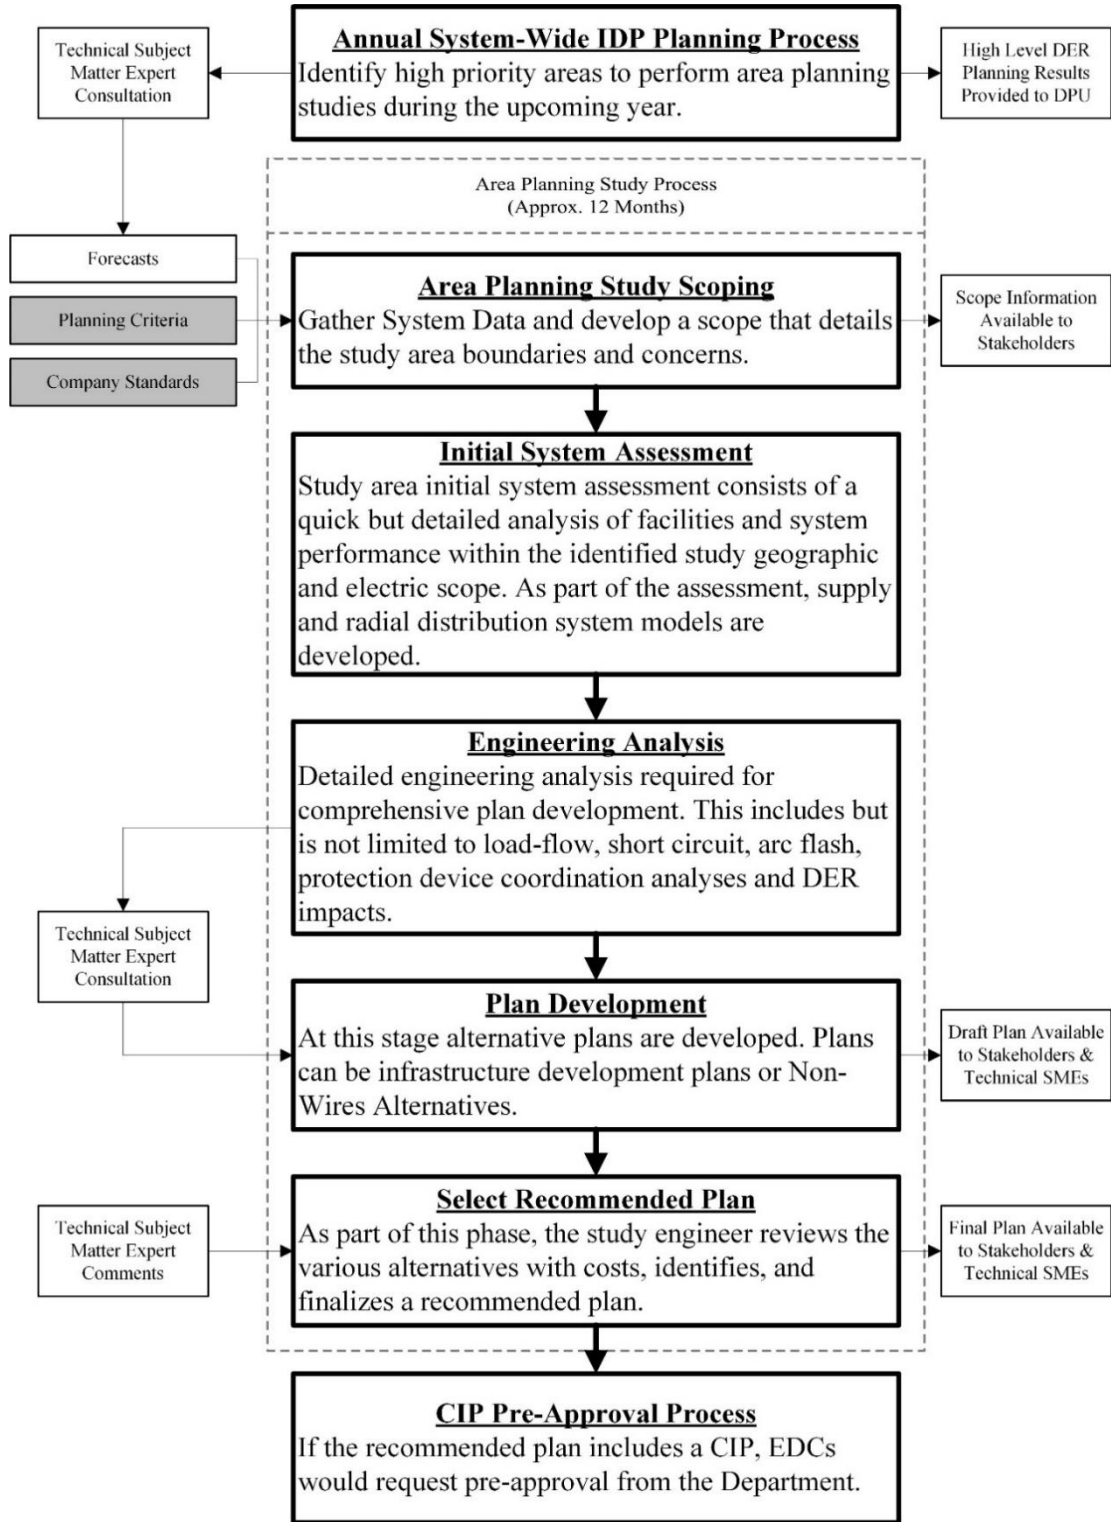 Annual System-Wide IDP Planning Process
Identify high priority areas to perform area planning
studies during the upcoming year.
Technical Subject
Matter Expert
Consultation
High Level DER
Planning Results
Provided to DPU
Area Planning Study Process
(Approx. 12 Months)
Forecasts
Planning Criteria
Company Standards
Area Planning Study Scoping
Gather System Data and develop a scope that details
the study area boundaries and concerns.
Scope Information
Available to
Stakeholders
Initial System Assessment
Study area initial system assessment consists of a
quick but detailed analysis of facilities and system
performance within the identified study geographic
and electric scope. As part of the assessment, supply
and radial distribution system models are
developed.
Engineering Analysis
Detailed engineering analysis required for
comprehensive plan development. This includes but
is not limited to load-flow, short circuit, arc flash,
protection device coordination analyses and DER
impacts.
Technical Subject
Matter Expert
Consultation
Plan Development
At this stage alternative plans are developed. Plans
can be infrastructure development plans or Non-
Wires Alternatives.
Draft Plan Available
to Stakeholders &
Technical SMEs
Technical Subject
Matter Expert
Comments
Select Recommended Plan
As part of this phase, the study engineer reviews the
various alternatives with costs, identifies, and
finalizes a recommended plan.
Final Plan Available
to Stakeholders &
Technical SMEs
CIP Pre-Approval Process
If the recommended plan includes a CIP, EDCs
would request pre-approval from the Department.